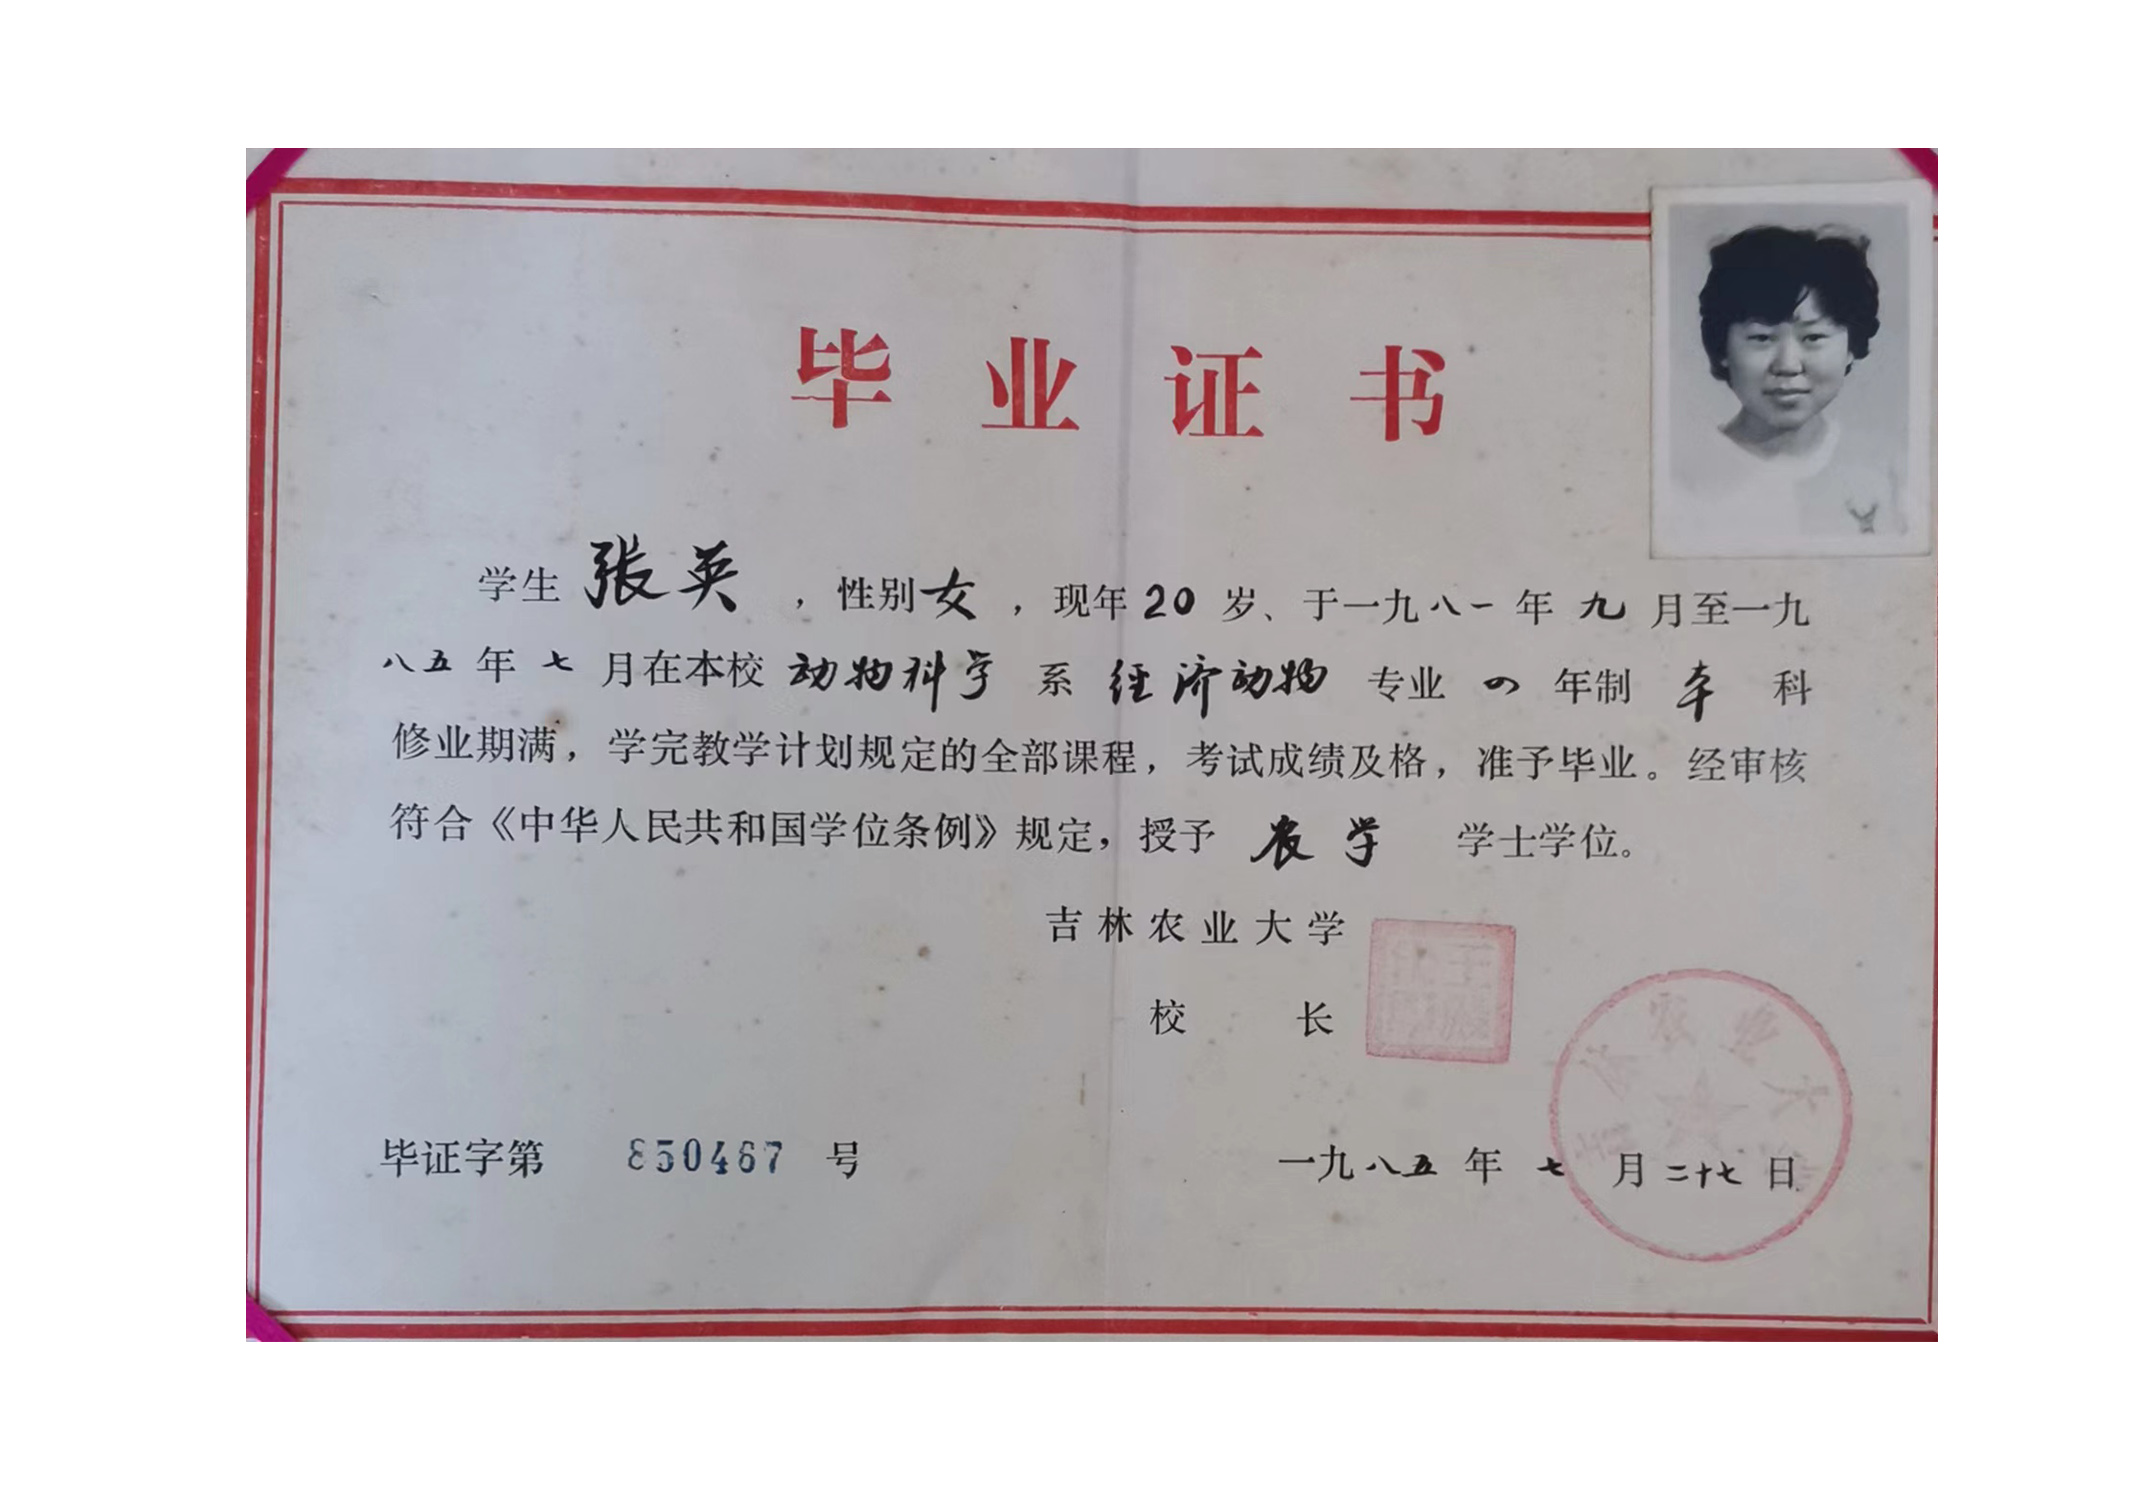 毕业证书
学生 张英 ，性别女 ，现年20 岁、于一九八一年九月至一九
八五年七月在本校动物科学系经济动物专业四年制本科
修业期满，学完教学计划规定的全部课程，考试成绩及格，准予毕业。经审核
符合《中华人民共和国学位条例》规定，授予 农学 学士学位。
吉林农业大学
校 长
毕证字第 850467 号
一九八五年七月二十七日